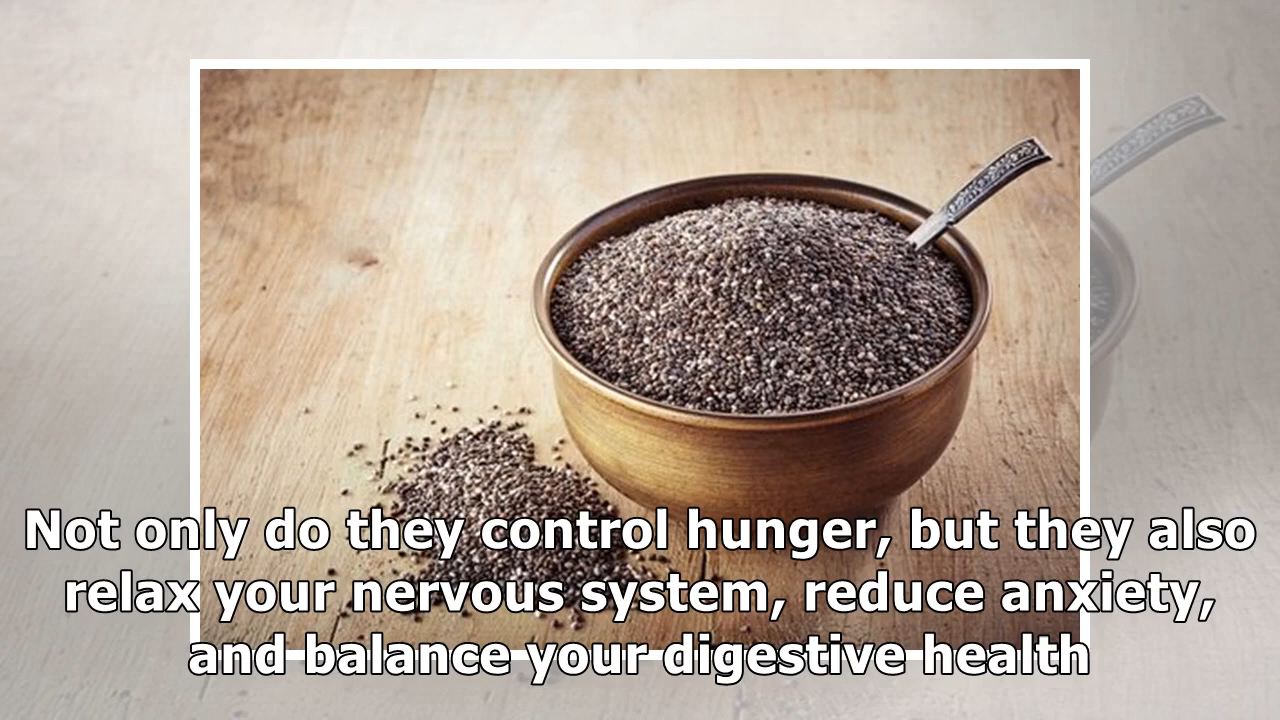 Not only do they control hunger, but they also
relax your nervous system, reduce anxiety,
and balance your digestive health